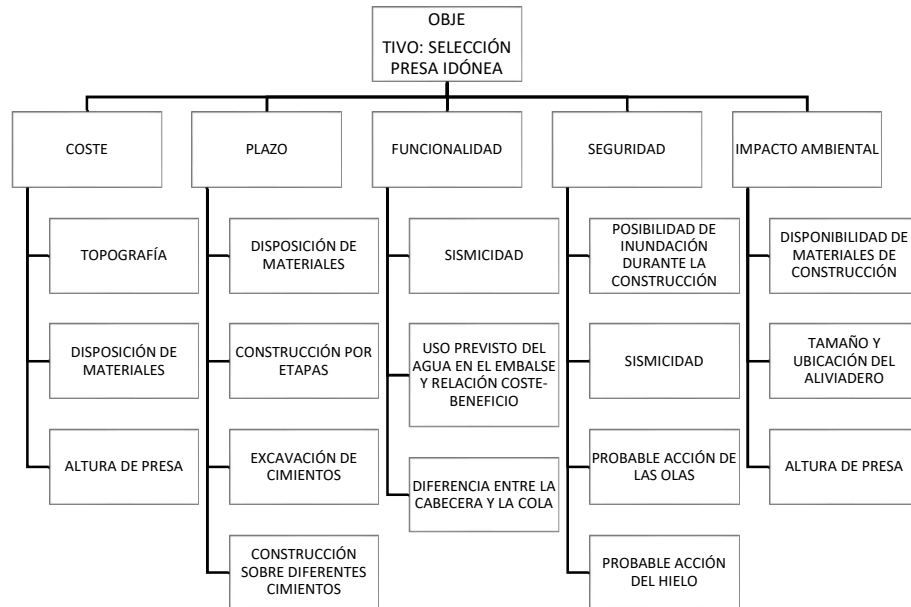 OBJE
TIVO: SELECCIÓN
PRESA IDÓNEA
COSTE
TOPOGRAFÍA
DISPOSICIÓN DE
MATERIALES
ALTURA DE PRESA
PLAZO
DISPOSICIÓN DE
MATERIALES
CONSTRUCCIÓN POR
ETAPAS
EXCAVACIÓN DE
CIMIENTOS
CONSTRUCCIÓN
SOBRE DIFERENTES
CIMIENTOS
FUNCIONALIDAD
SISMICIDAD
USO PREVISTO DEL
AGUA EN EL EMBALSE
Y RELACIÓN COSTE-
BENEFICIO
DIFERENCIA ENTRE LA
CABECERA Y LA COLA
SEGURIDAD
POSIBILIDAD DE
INUNDACIÓN
DURANTE LA
CONSTRUCCIÓN
SISMICIDAD
PROBABLE ACCIÓN DE
LAS OLAS
PROBABLE ACCIÓN
DEL HIELO
IMPACTO AMBIENTAL
DISPONIBILIDAD DE
MATERIALES DE
CONSTRUCCIÓN
TAMAÑO Y
UBICACIÓN DEL
ALIVIADERO
ALTURA DE PRESA